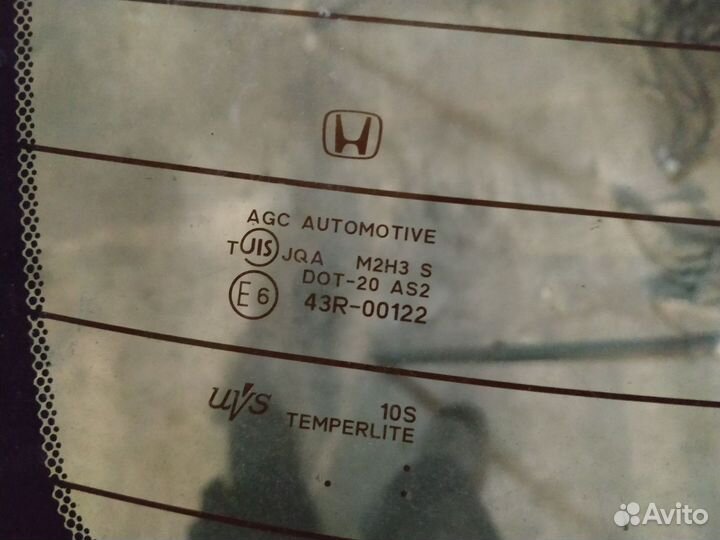 AGC AUTOMOTIVE
T JIS JQA M2H3 S
DOT-20 AS2
E6 43R-00122
UVS 10S
TEMPERLITE
Avito